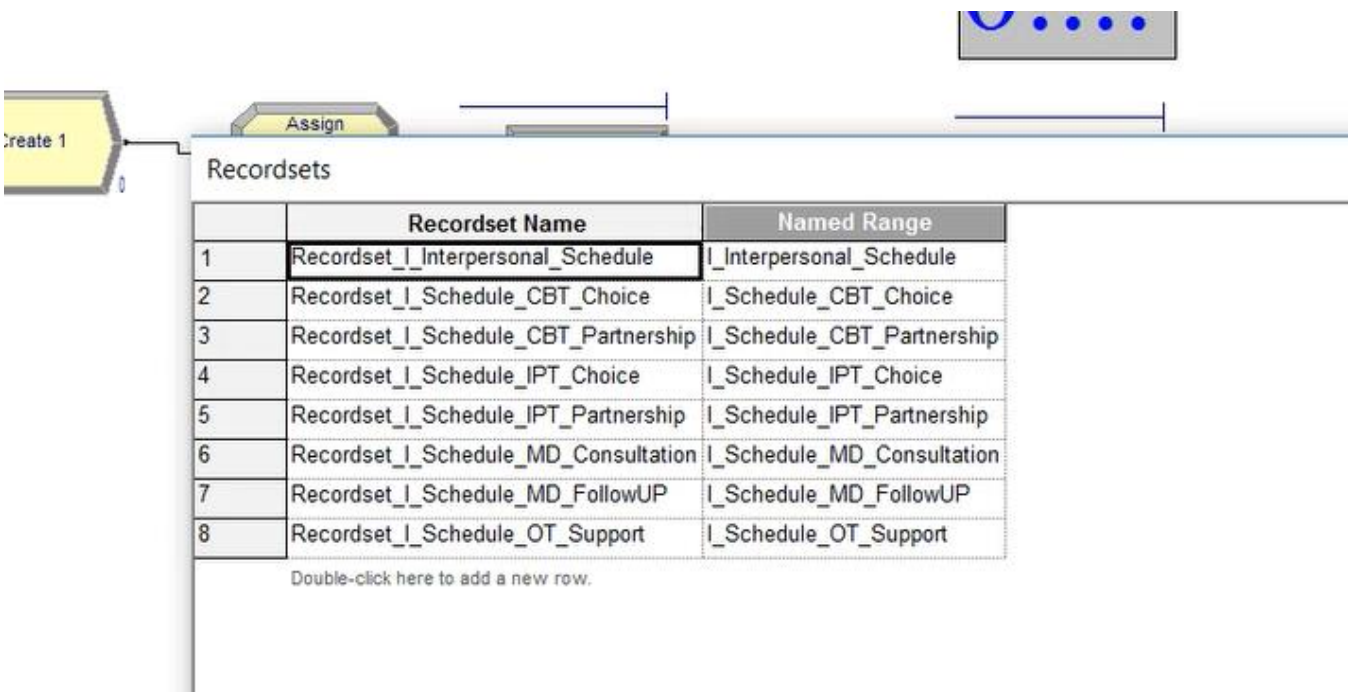 Create 1
0
Assign
Recordsets
Recordset Name Named Range
1 Recordset_I_Interpersonal_Schedule I_Interpersonal_Schedule
2 Recordset_I_Schedule_CBT_Choice I_Schedule_CBT_Choice
3 Recordset_I_Schedule_CBT_Partnership I_Schedule_CBT_Partnership
4 Recordset_I_Schedule_IPT_Choice I_Schedule_IPT_Choice
5 Recordset_I_Schedule_IPT_Partnership I_Schedule_IPT_Partnership
6 Recordset_I_Schedule_MD_Consultation I_Schedule_MD_Consultation
7 Recordset_I_Schedule_MD_FollowUP I_Schedule_MD_FollowUP
8 Recordset_I_Schedule_OT_Support I_Schedule_OT_Support
Double-click here to add a new row.